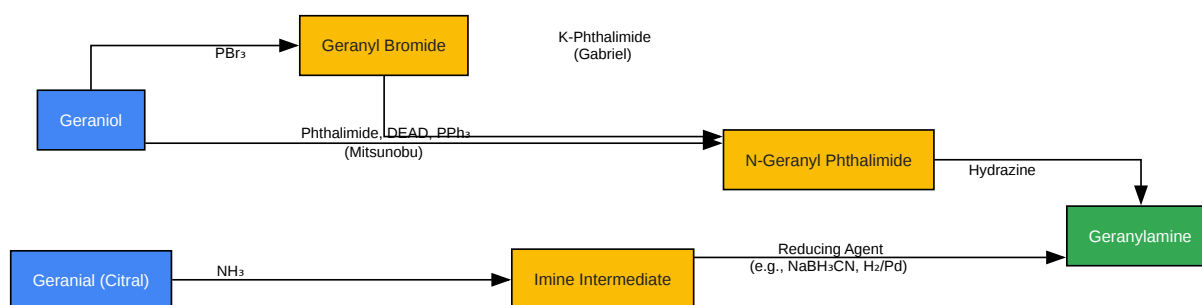 Geranyl Bromide
K-Phthalimide
(Gabriel)
PBr₃
Geraniol
Phthalimide, DEAD, PPh₃
(Mitsunobu)
N-Geranyl Phthalimide
Hydrazine
Geranylamine
Geranial (Citral)
NH₃
Imine Intermediate
Reducing Agent
(e.g., NaBH₃CN, H₂/Pd)